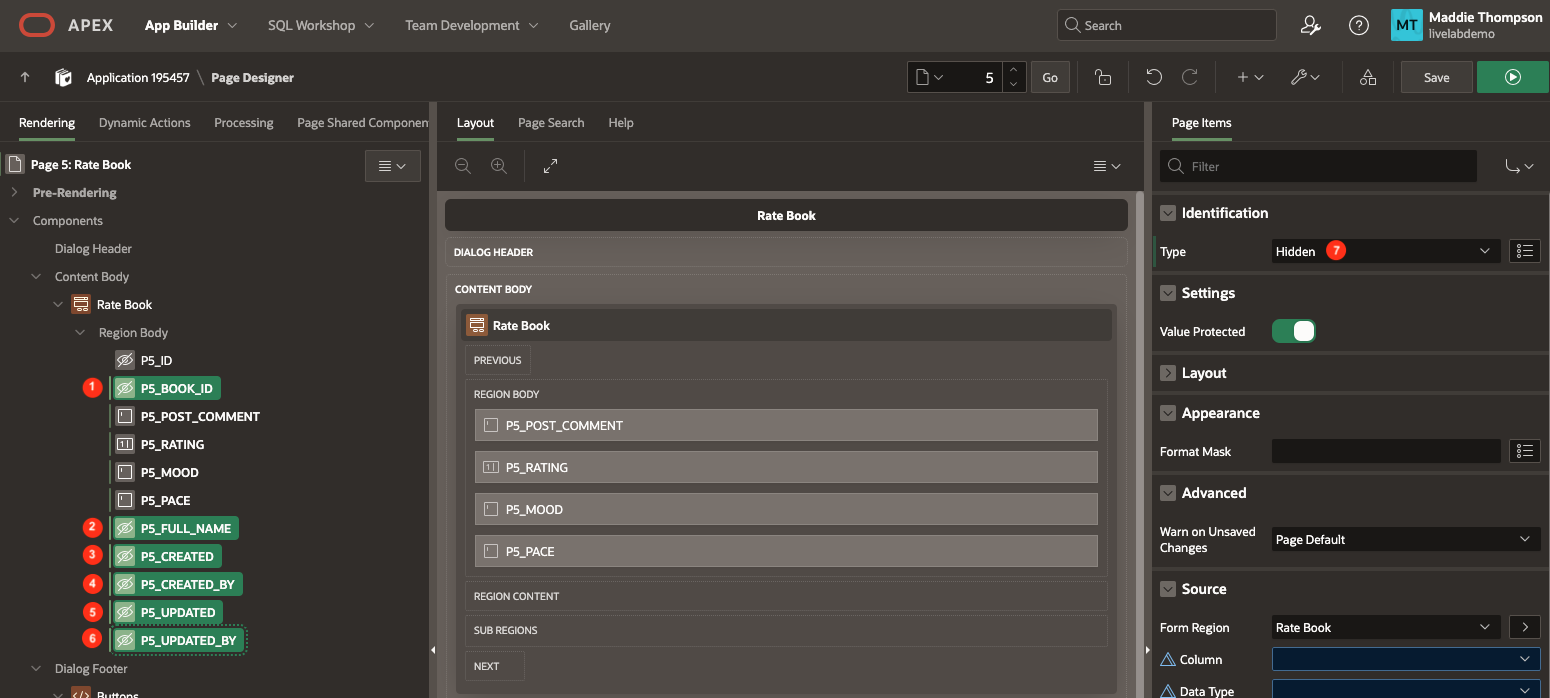 APEX App Builder SQL Workshop Team Development Gallery Search MT Maddie Thompson
livelabdemo
Application 195457 \ Page Designer 5 Go Save
Rendering Dynamic Actions Processing Page Shared Componen
Layout Page Search Help
Page Items
Page 5: Rate Book
Pre-Rendering
Components
Dialog Header
Content Body
Rate Book
Region Body
P5_ID
1 P5_BOOK_ID
P5_POST_COMMENT
P5_RATING
P5_MOOD
P5_PACE
2 P5_FULL_NAME
3 P5_CREATED
4 P5_CREATED_BY
5 P5_UPDATED
6 P5_UPDATED_BY
Dialog Footer
Buttons
Rate Book
DIALOG HEADER
CONTENT BODY
Rate Book
PREVIOUS
REGION BODY
P5_POST_COMMENT
P5_RATING
P5_MOOD
P5_PACE
REGION CONTENT
SUB REGIONS
NEXT
Filter
Identification
Type Hidden 7
Settings
Value Protected
Layout
Appearance
Format Mask
Advanced
Warn on Unsaved
Changes
Page Default
Source
Form Region Rate Book
Column
Data Type